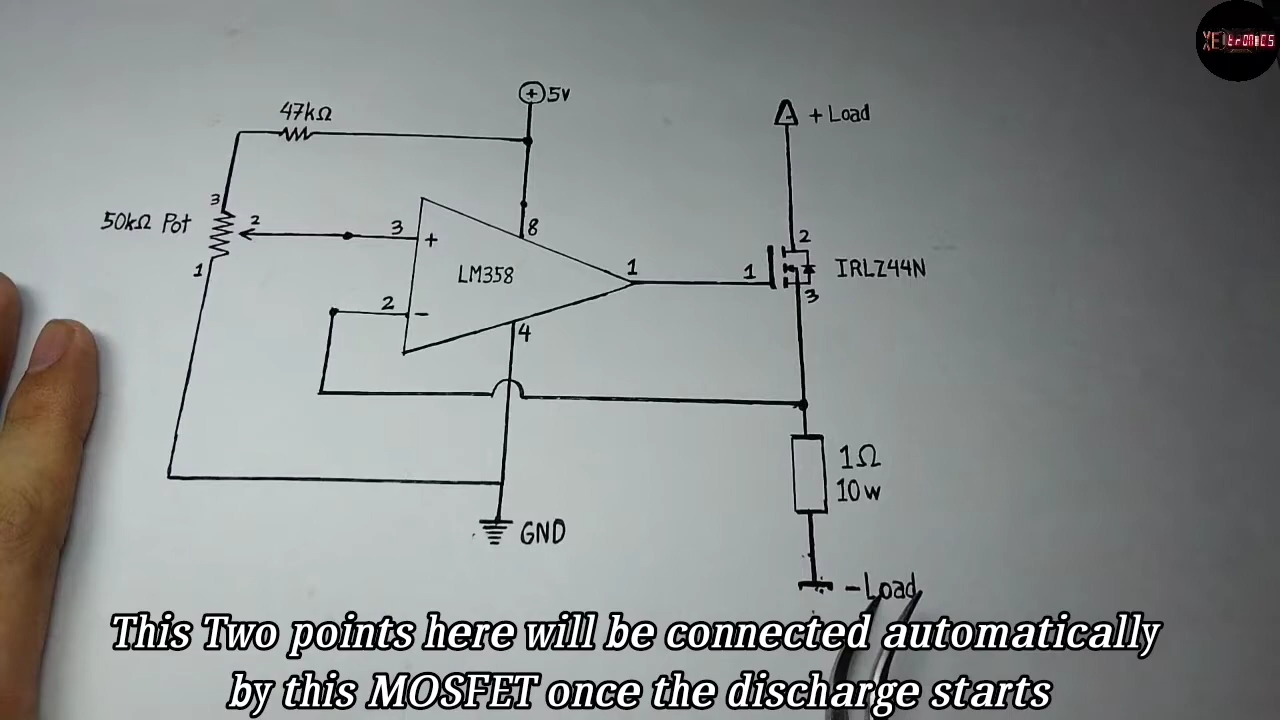 XEltronics
47kΩ
5v
+ Load
3
50kΩ Pot
2
1
3
+
8
LM358
1
1
2
IRLZ44N
3
2
-
4
1Ω
10w
GND
- Load
This Two points here will be connected automatically
by this MOSFET once the discharge starts